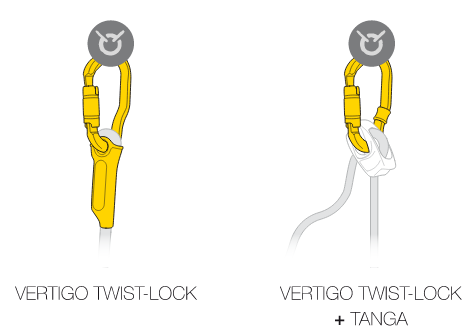 VERTIGO TWIST-LOCK
VERTIGO TWIST-LOCK
+ TANGA